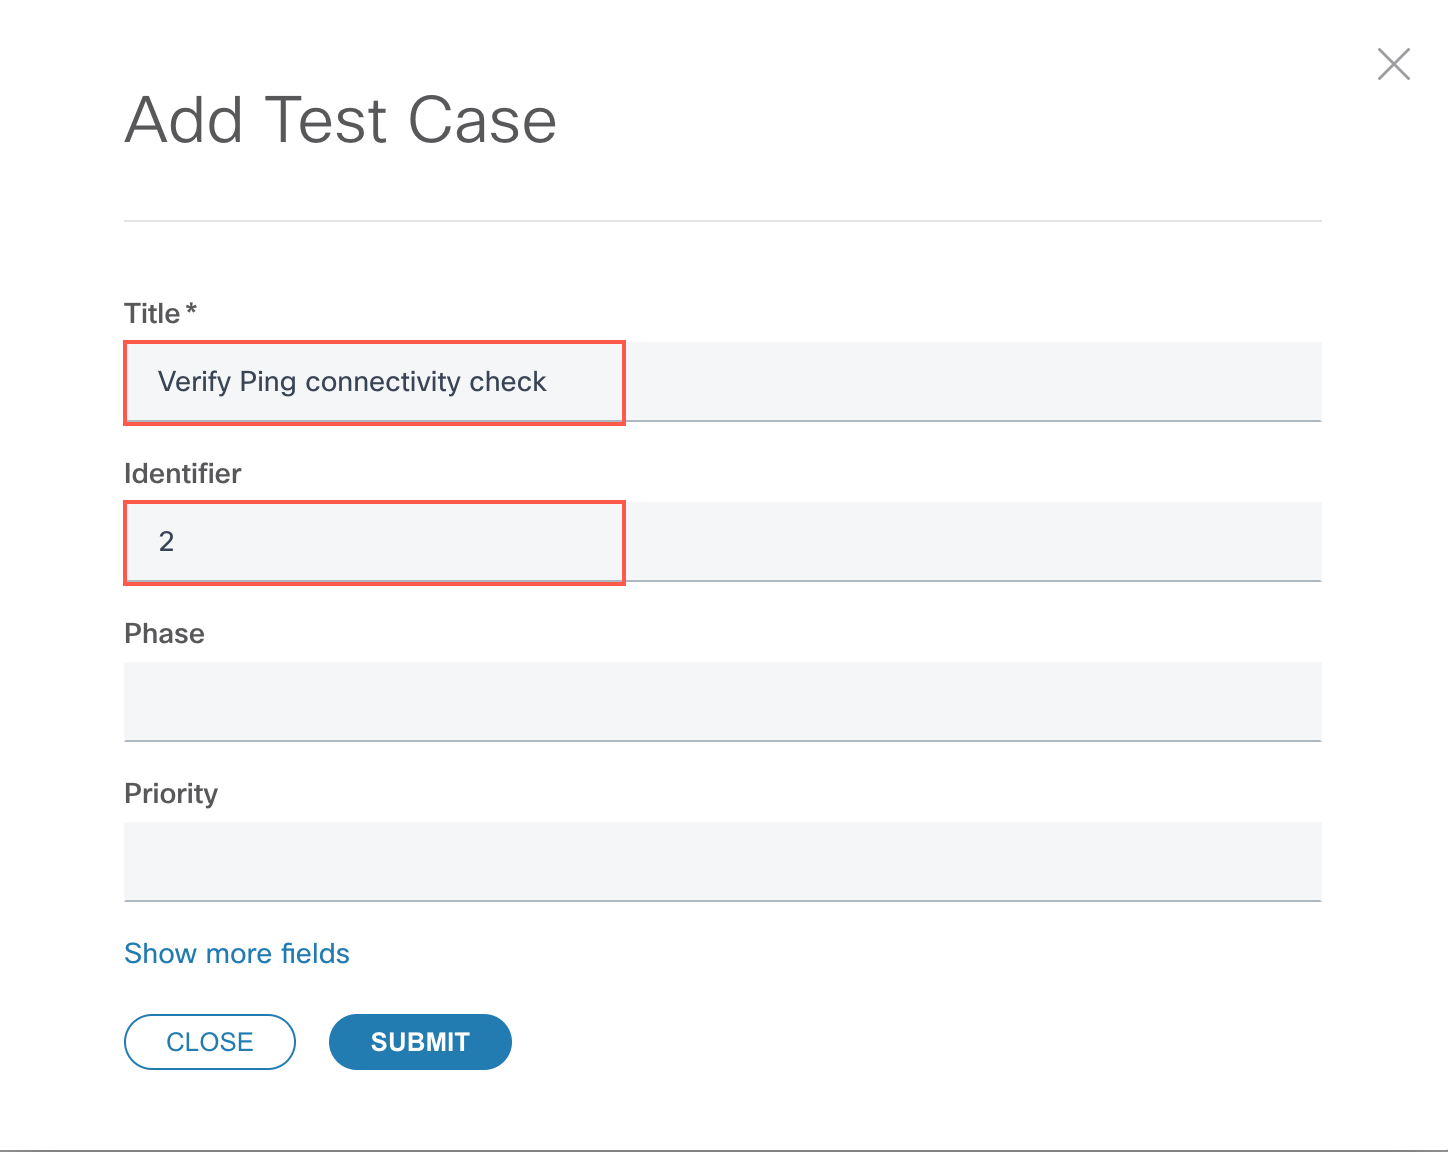 Add Test Case
Title *
Verify Ping connectivity check
Identifier
2
Phase
Priority
Show more fields
CLOSE
SUBMIT